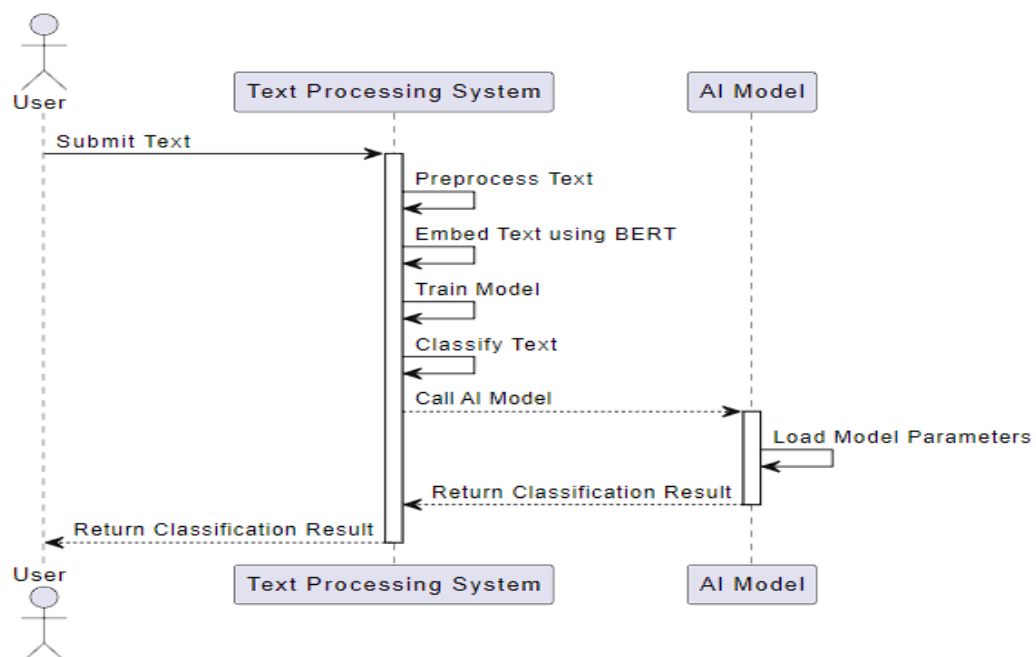 User
Text Processing System
AI Model
Submit Text
Preprocess Text
Embed Text using BERT
Train Model
Classify Text
Call AI Model
Load Model Parameters
Return Classification Result
Return Classification Result
User
Text Processing System
AI Model